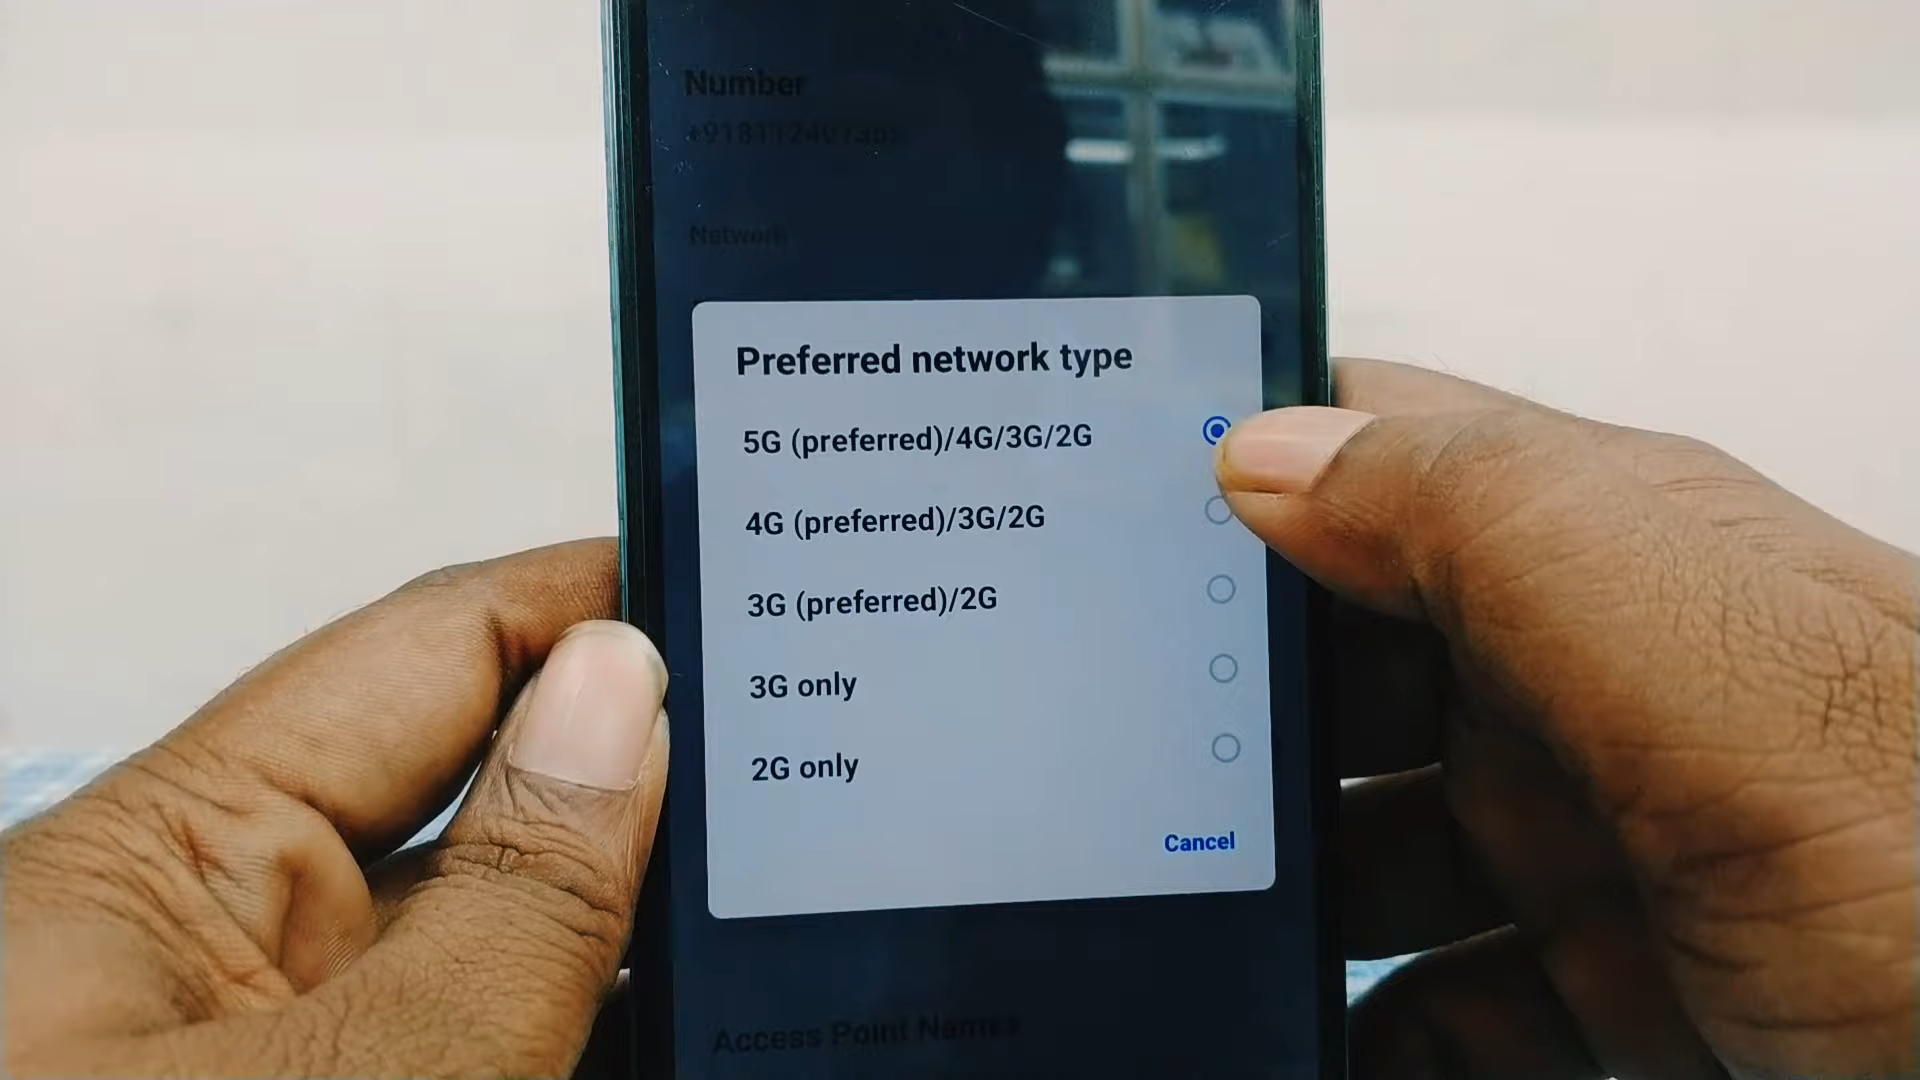 Number
Network
Preferred network type
5G (preferred)/4G/3G/2G
4G (preferred)/3G/2G
3G (preferred)/2G
3G only
2G only
Cancel
Access Point Names